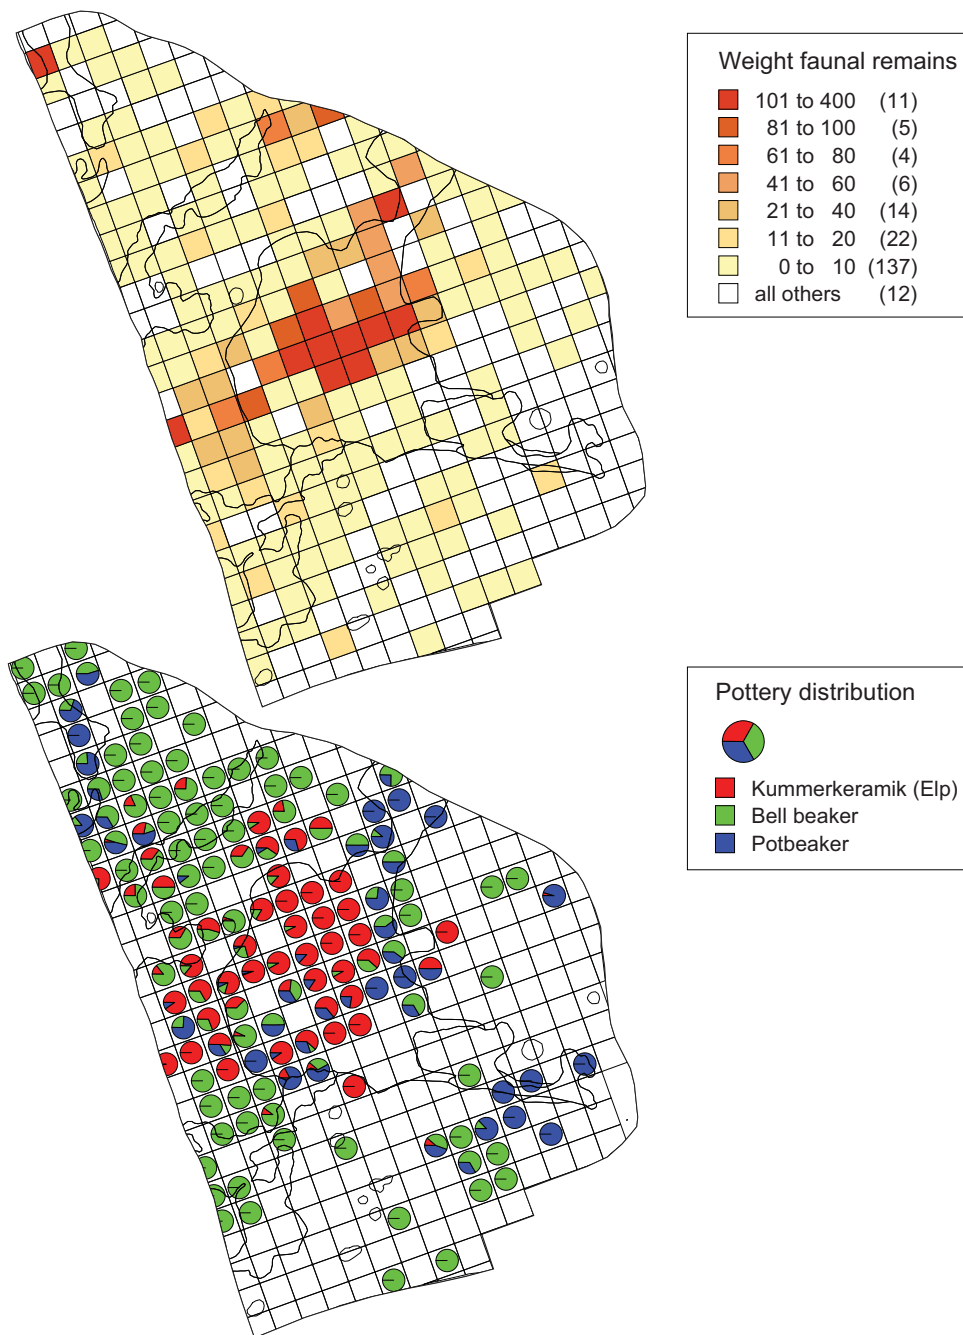 Weight faunal remains
101 to 400 (11)
81 to 100 (5)
61 to 80 (4)
41 to 60 (6)
21 to 40 (14)
11 to 20 (22)
0 to 10 (137)
all others (12)
Pottery distribution
Kummerkeramik (Elp)
Bell beaker
Potbeaker